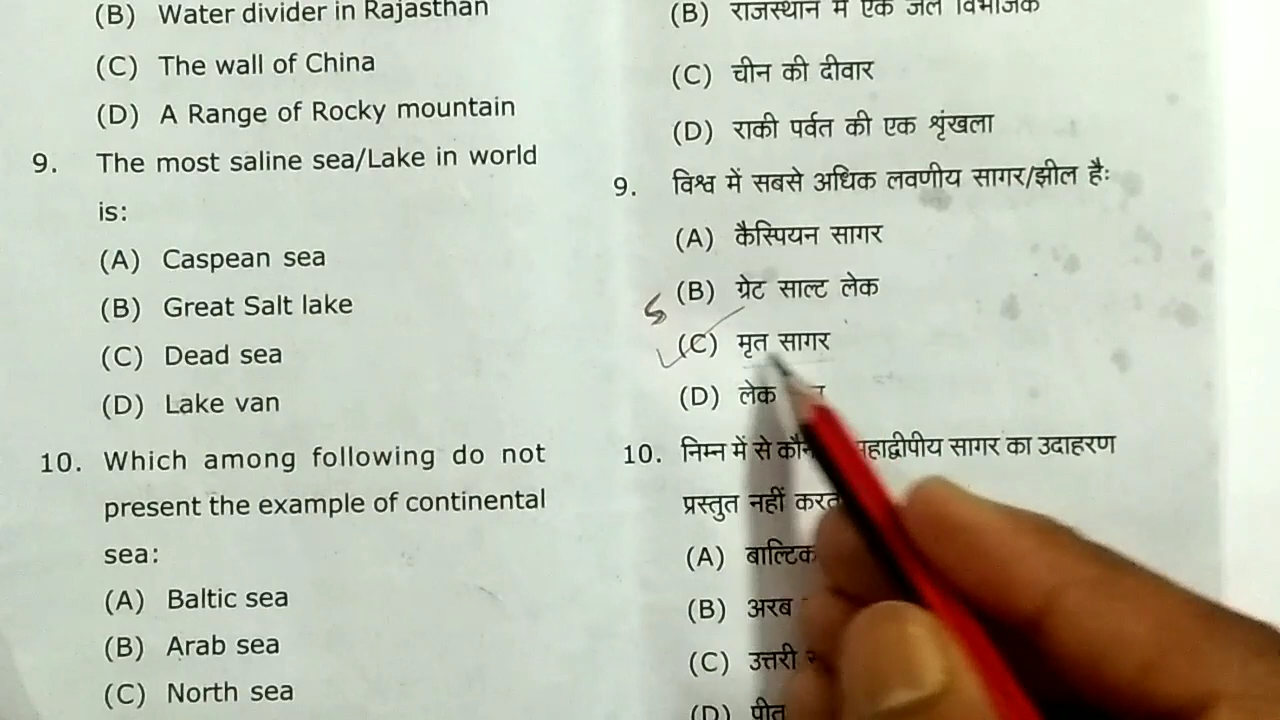 (B) Water divider in Rajasthan
(C) The wall of China
(D) A Range of Rocky mountain
9. The most saline sea/Lake in world
is:
(A) Caspean sea
(B) Great Salt lake
(C) Dead sea
(D) Lake van
10. Which among following do not
present the example of continental
sea:
(A) Baltic sea
(B) Arab sea
(C) North sea
(B) राजस्थान में एक जल विभाजक
(C) चीन की दीवार
(D) राकी पर्वत की एक श्रृंखला
9. विश्व में सबसे अधिक लवणीय सागर/झील हैः
(A) कैस्पियन सागर
(B) ग्रेट साल्ट लेक
(C) मृत सागर
(D) लेक
10. निम्न में से सागर का उदाहरण
प्रस्तुत नहीं
(A) बाल्टिक
(B) अरब
(C) उत्तरी
(D) पीत